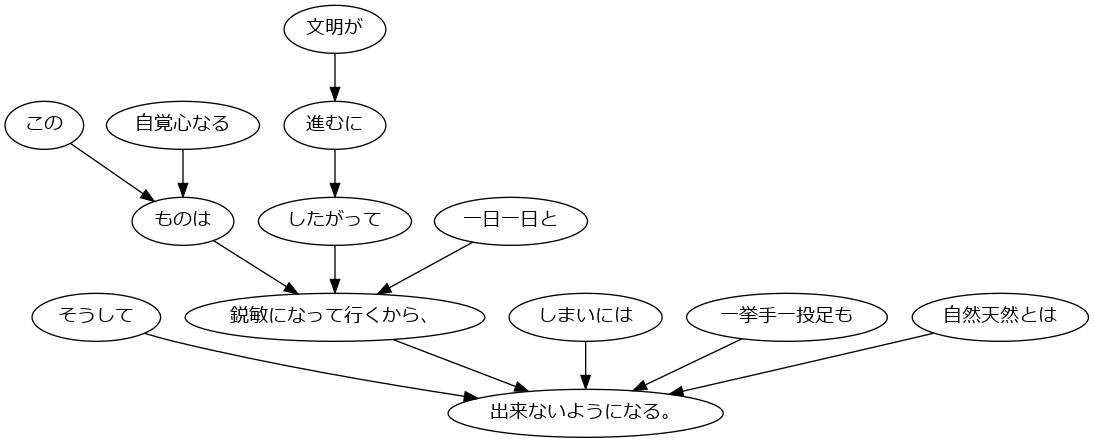 文明が
この
自覚心なる
進むに
ものは
したがって
一日一日と
そうして
鋭敏になって行くから、
しまいには
一挙手一投足も
自然天然とは
出来ないようになる。